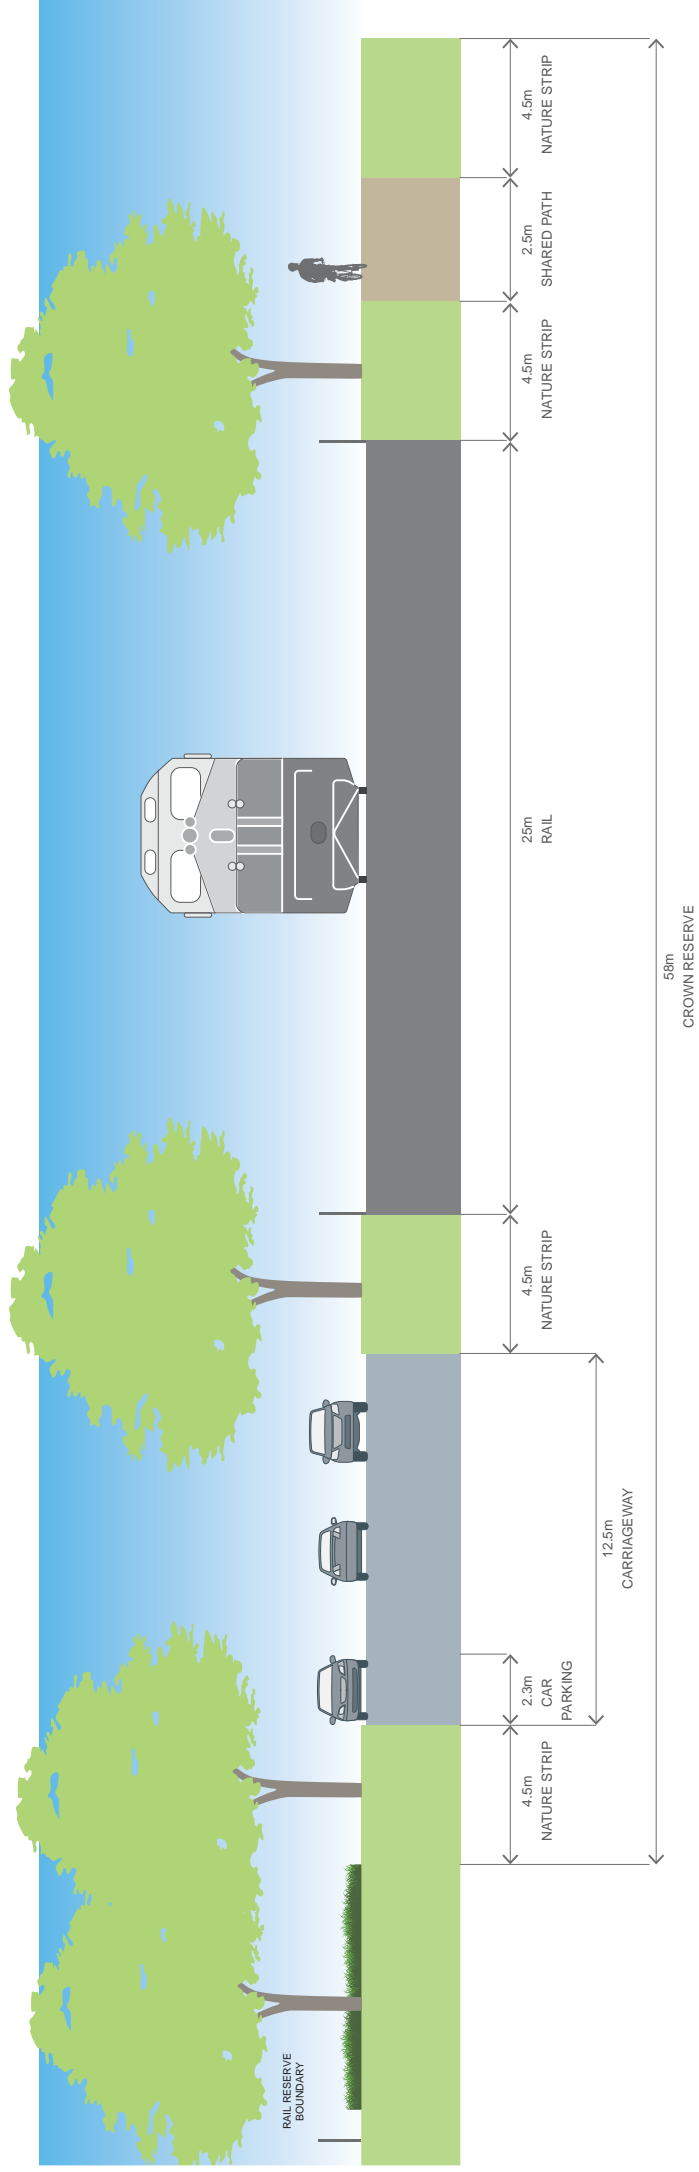 RAIL RESERVE
BOUNDARY
4.5m
NATURE STRIP
2.3m
CAR
PARKING
12.5m
CARRIAGEWAY
4.5m
NATURE STRIP
25m
RAIL
4.5m
NATURE STRIP
2.5m
SHARED PATH
4.5m
NATURE STRIP
58m
CROWN RESERVE